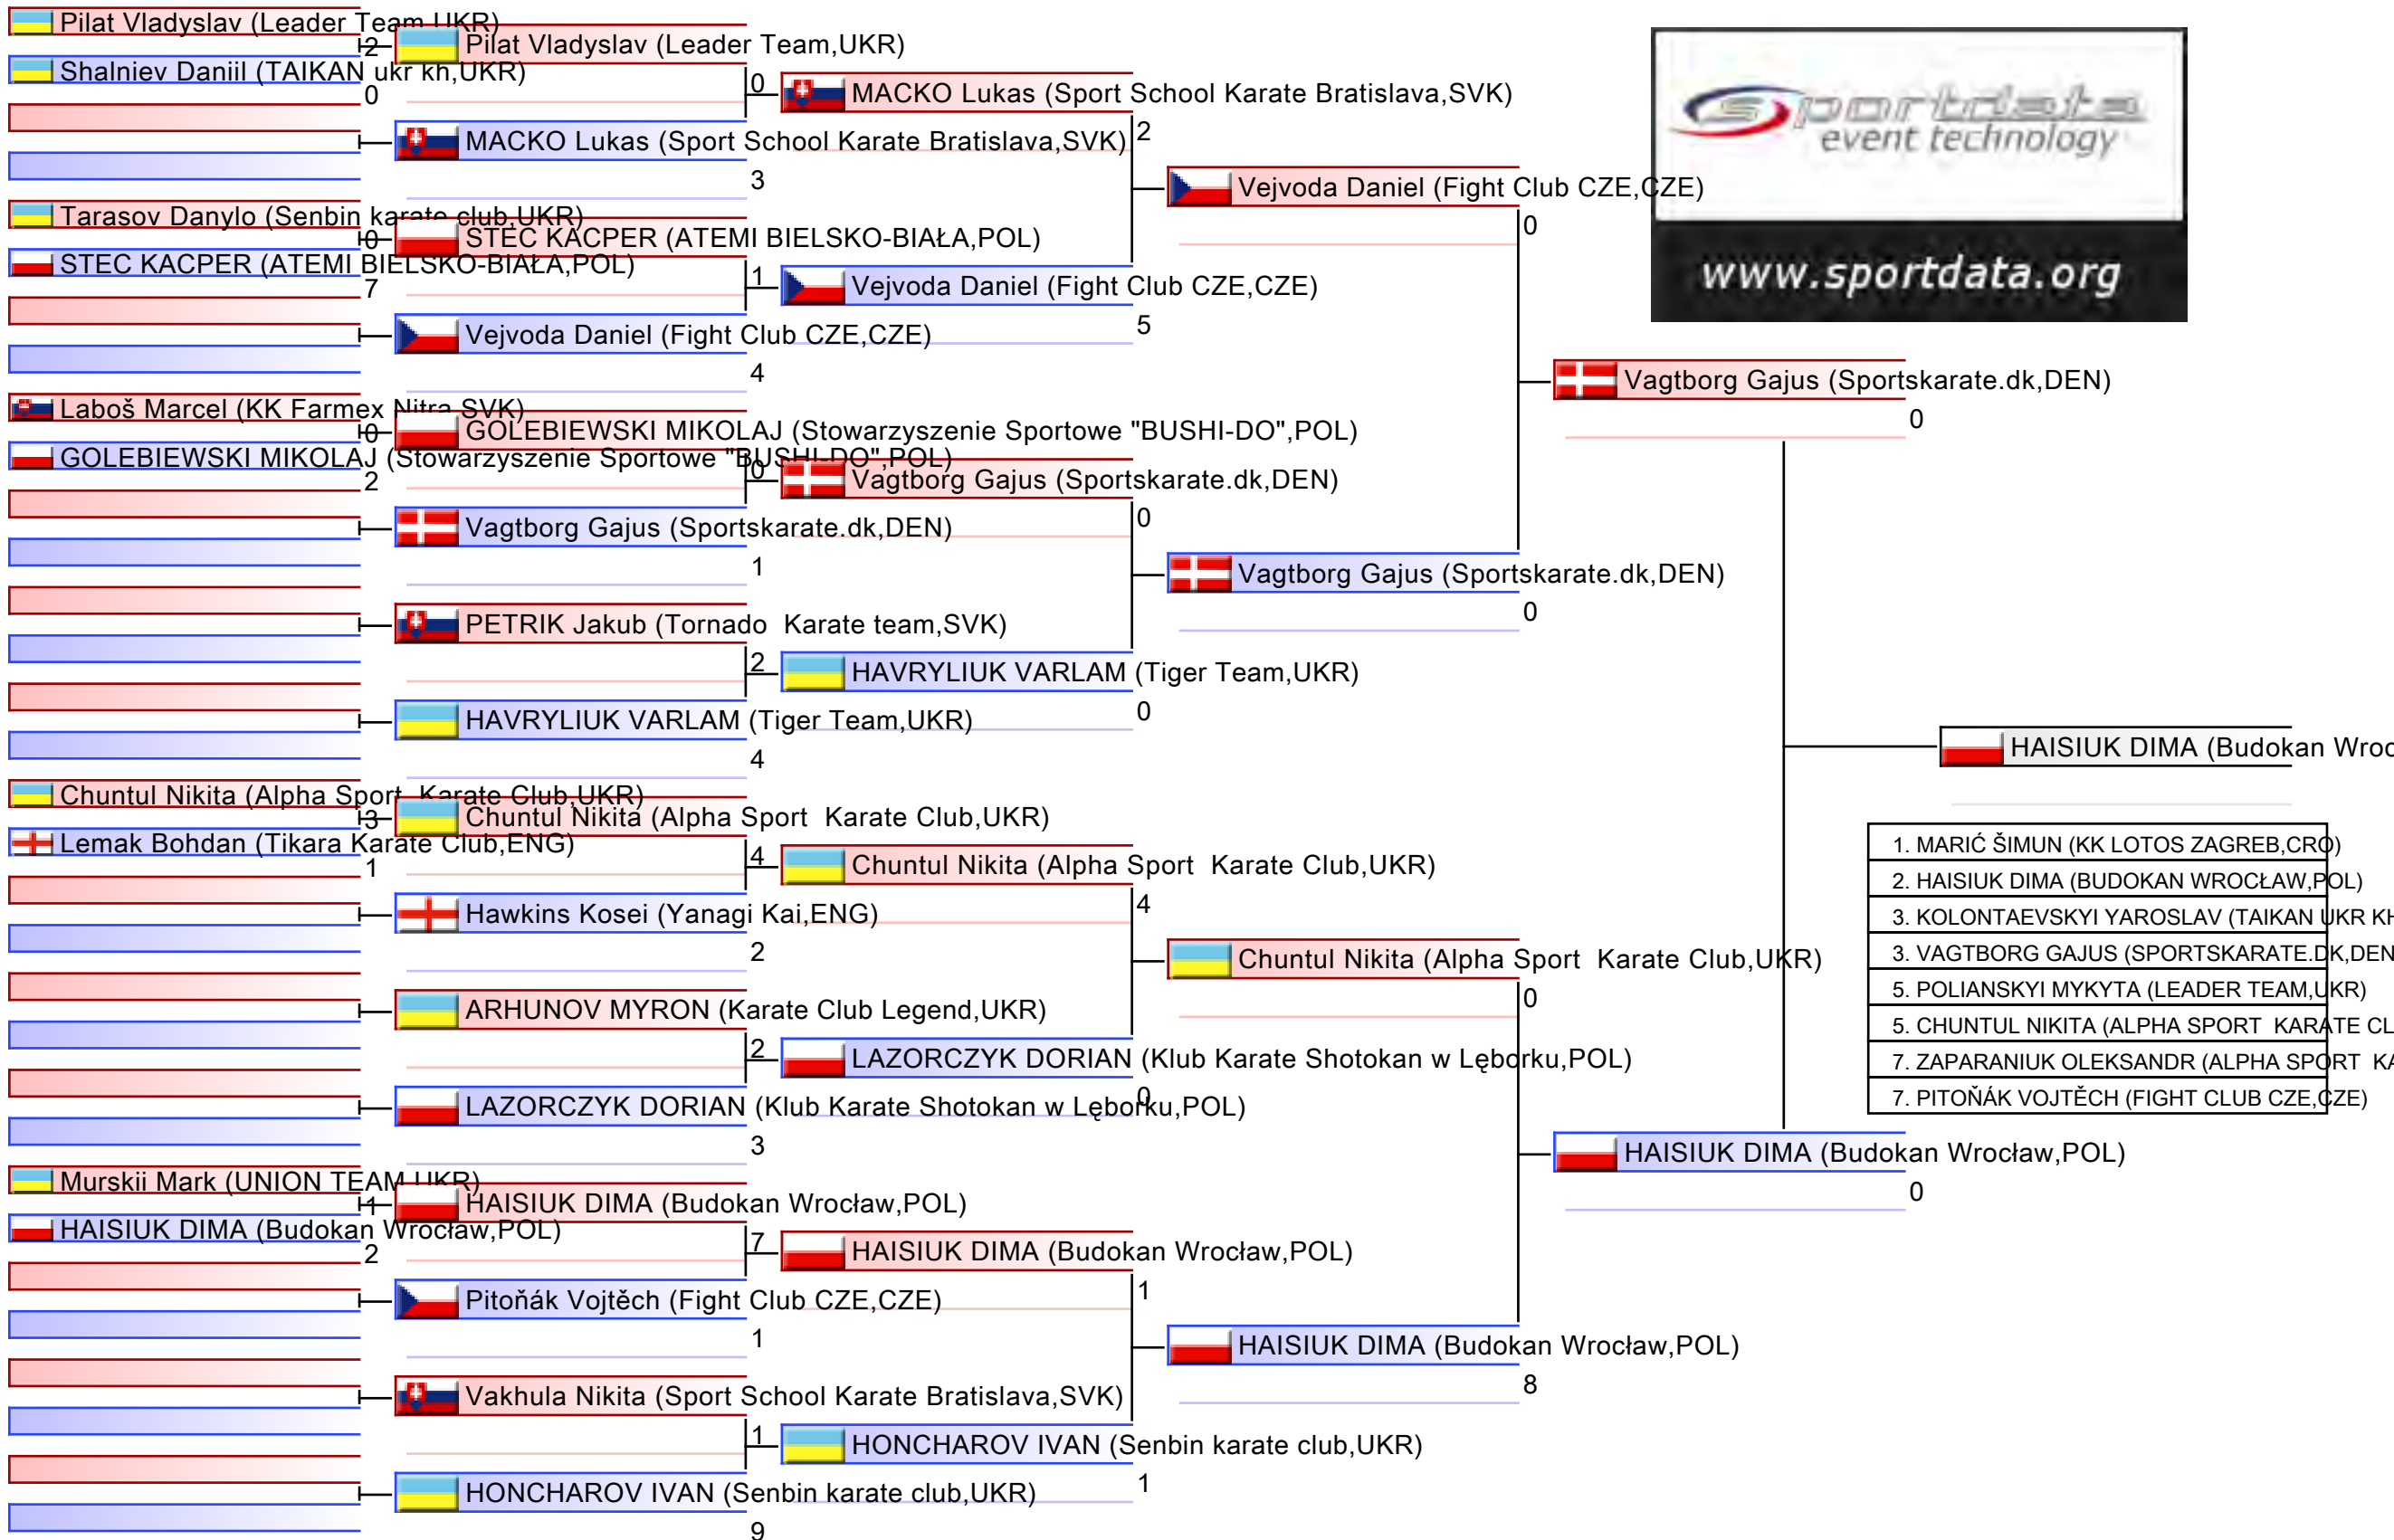 Pilat Vladyslav (Leader Team,UKR)
2
Shalniev Daniil (TAIKAN ukr kh,UKR)
0
Tarasov Danylo (Senbin karate club,UKR)
0
STEC KACPER (ATEMI BIELSKO-BIAŁA,POL)
7
Laboš Marcel (KK Farmex Nitra,SVK)
0
GOLEBIEWSKI MIKOLAJ (Stowarzyszenie Sportowe "BUSHI-DO",POL)
2
Chuntul Nikita (Alpha Sport  Karate Club,UKR)
3
Lemak Bohdan (Tikara Karate Club,ENG)
1
Murskii Mark (UNION TEAM,UKR)
1
HAISIUK DIMA (Budokan Wrocław,POL)
2
Pilat Vladyslav (Leader Team,UKR)
0
MACKO Lukas (Sport School Karate Bratislava,SVK)
3
STEC KACPER (ATEMI BIELSKO-BIAŁA,POL)
1
Vejvoda Daniel (Fight Club CZE,CZE)
4
GOLEBIEWSKI MIKOLAJ (Stowarzyszenie Sportowe "BUSHI-DO",POL)
0
Vagtborg Gajus (Sportskarate.dk,DEN)
1
PETRIK Jakub (Tornado  Karate team,SVK)
2
HAVRYLIUK VARLAM (Tiger Team,UKR)
4
Chuntul Nikita (Alpha Sport  Karate Club,UKR)
4
Hawkins Kosei (Yanagi Kai,ENG)
2
ARHUNOV MYRON (Karate Club Legend,UKR)
2
LAZORCZYK DORIAN (Klub Karate Shotokan w Lęborku,POL)
3
HAISIUK DIMA (Budokan Wrocław,POL)
7
Pitoňák Vojtěch (Fight Club CZE,CZE)
1
Vakhula Nikita (Sport School Karate Bratislava,SVK)
1
HONCHAROV IVAN (Senbin karate club,UKR)
9
MACKO Lukas (Sport School Karate Bratislava,SVK)
2
Vejvoda Daniel (Fight Club CZE,CZE)
5
Vagtborg Gajus (Sportskarate.dk,DEN)
0
HAVRYLIUK VARLAM (Tiger Team,UKR)
0
Chuntul Nikita (Alpha Sport  Karate Club,UKR)
4
LAZORCZYK DORIAN (Klub Karate Shotokan w Lęborku,POL)
0
HAISIUK DIMA (Budokan Wrocław,POL)
1
HONCHAROV IVAN (Senbin karate club,UKR)
1
Vejvoda Daniel (Fight Club CZE,CZE)
0
Vagtborg Gajus (Sportskarate.dk,DEN)
0
Chuntul Nikita (Alpha Sport  Karate Club,UKR)
0
HAISIUK DIMA (Budokan Wrocław,POL)
8
Vagtborg Gajus (Sportskarate.dk,DEN)
0
HAISIUK DIMA (Budokan Wrocław,POL)
0
HAISIUK DIMA (Budokan Wroc
sportdata
event technology
www.sportdata.org
1. MARIĆ ŠIMUN (KK LOTOS ZAGREB,CRO)
2. HAISIUK DIMA (BUDOKAN WROCŁAW,POL)
3. KOLONTAEVSKYI YAROSLAV (TAIKAN UKR KH
3. VAGTBORG GAJUS (SPORTSKARATE.DK,DEN
5. POLIANSKYI MYKYTA (LEADER TEAM,UKR)
5. CHUNTUL NIKITA (ALPHA SPORT  KARATE CL
7. ZAPARANIUK OLEKSANDR (ALPHA SPORT  KA
7. PITOŇÁK VOJTĚCH (FIGHT CLUB CZE,CZE)